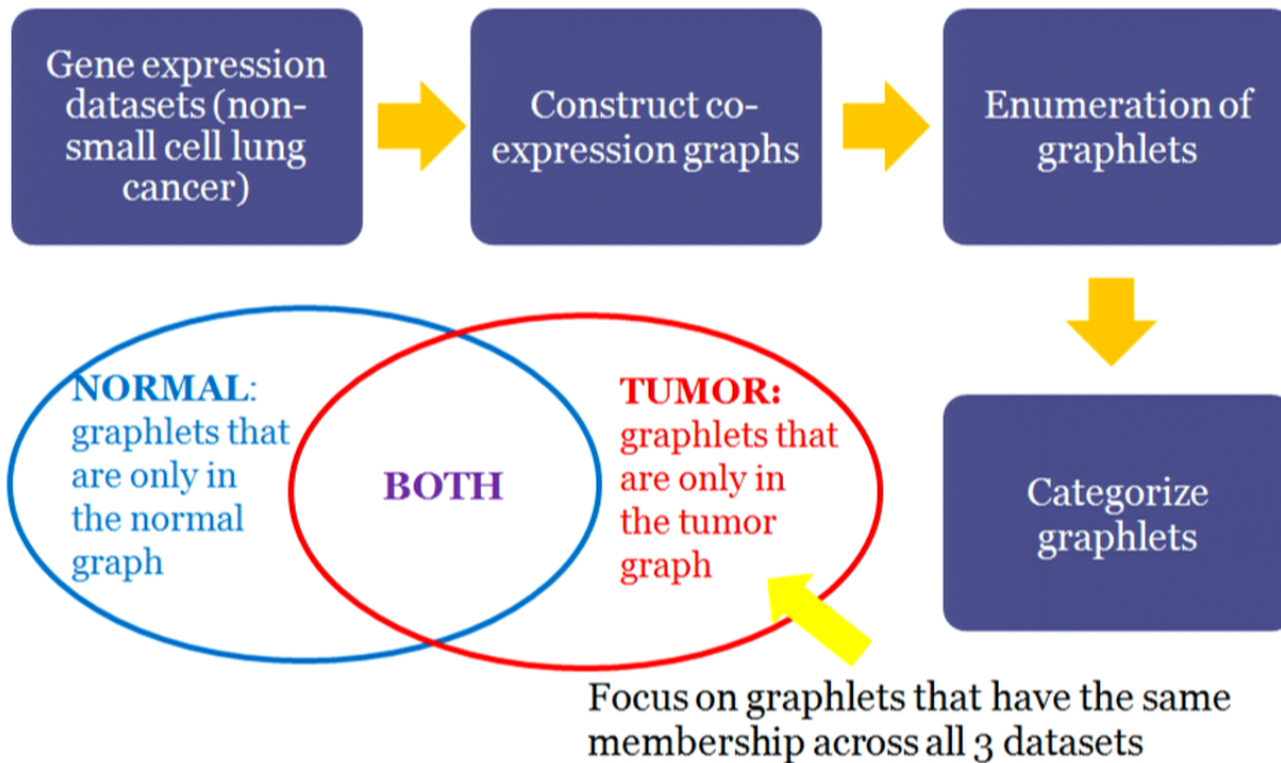 Gene expression
datasets (non-
small cell lung
cancer)
Construct co-
expression graphs
Enumeration of
graphlets
NORMAL:
graphlets that
are only in
the normal
graph
BOTH
TUMOR:
graphlets that
are only in
the tumor
graph
Categorize
graphlets
Focus on graphlets that have the same
membership across all 3 datasets